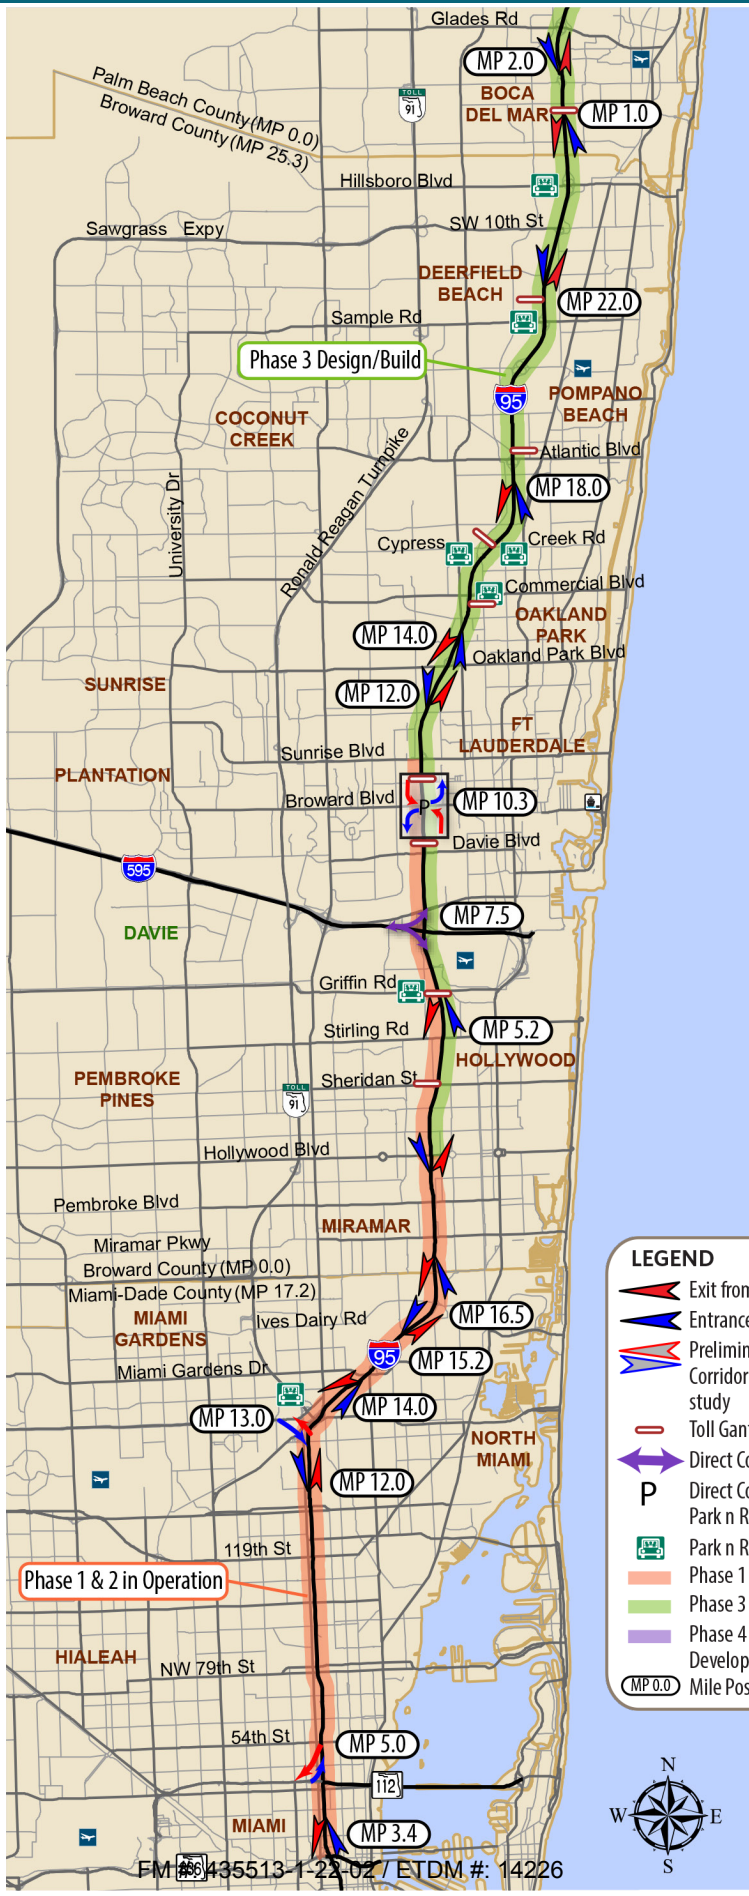 Glades Rd
MP 2.0
BOCA
DEL MAR
MP 1.0
TOLL
91
Palm Beach County (MP 0.0)
Broward County (MP 25.3)
Hillsboro Blvd
SW 10th St
Sawgrass Expy
DEERFIELD
BEACH
MP 22.0
Sample Rd
Phase 3 Design/Build
95
POMPANO
BEACH
COCONUT
CREEK
Atlantic Blvd
Ronald Reagan Turnpike
University Dr
MP 18.0
Cypress
Creek Rd
Commercial Blvd
OAKLAND
PARK
MP 14.0
Oakland Park Blvd
SUNRISE
MP 12.0
FT
LAUDERDALE
Sunrise Blvd
PLANTATION
Broward Blvd
P
MP 10.3
Davie Blvd
595
MP 7.5
DAVIE
Griffin Rd
Stirling Rd
MP 5.2
HOLLYWOOD
PEMBROKE
PINES
Sheridan St
TOLL
91
Hollywood Blvd
Pembroke Blvd
MIRAMAR
Miramar Pkwy
Broward County (MP 0.0)
Miami-Dade County (MP 17.2)
MIAMI
GARDENS
Ives Dairy Rd
MP 16.5
95
MP 15.2
Miami Gardens Dr
MP 14.0
MP 13.0
NORTH
MIAMI
MP 12.0
119th St
Phase 1 & 2 in Operation
HIALEAH
NW 79th St
54th St
MP 5.0
112
MIAMI
MP 3.4
LEGEND
Exit from
Entrance
Prelimin
Corridor
study
Toll Gant
Direct Co
P
Direct Co
Park n R
Park n R
Phase 1
Phase 3
Phase 4
Develop
MP 0.0
Mile Pos
N
W
E
S
FM #: 435513-1-22-02 / ETDM #: 14226